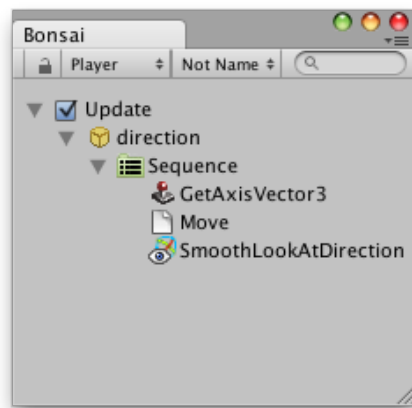 Bonsai
Player Not Name
Update
direction
Sequence
GetAxisVector3
Move
SmoothLookAtDirection